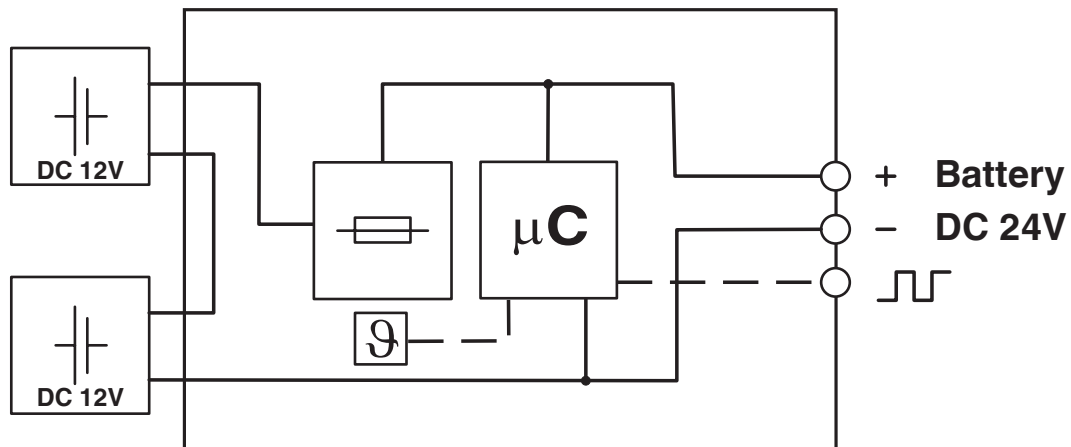 DC 12V
+ Battery
μC
− DC 24V
ϑ
DC 12V